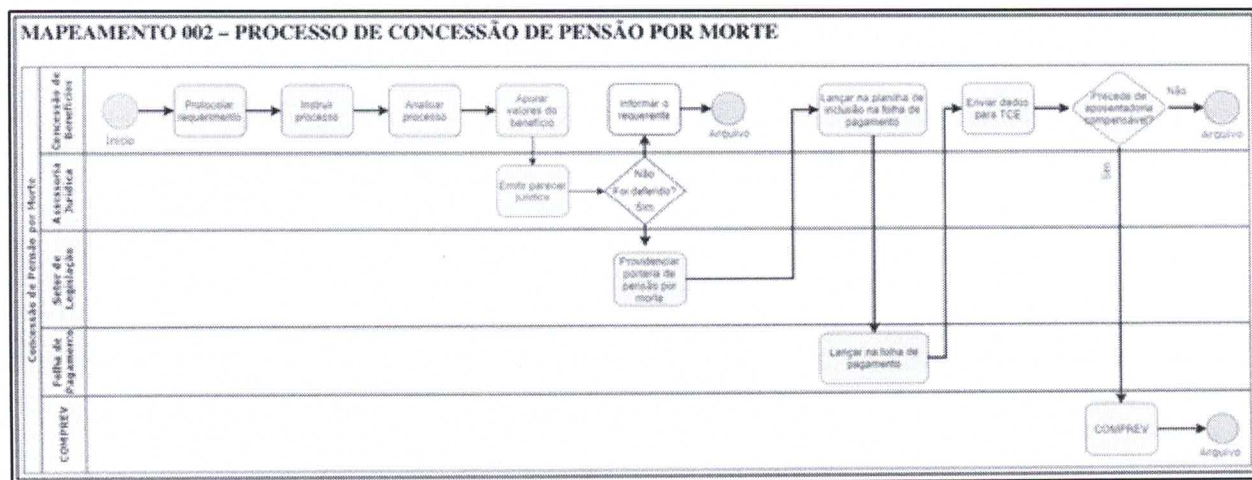 MAPEAMENTO 002 – PROCESSO DE CONCESSÃO DE PENSÃO POR MORTE
Concessão de Pensão por Morte
Concessão de
Benefícios
Início
Protocolar
requerimento
Instruir
processo
Analisar
processo
Apurar
valores do
benefício
Informar o
requerente
Arquivo
Lançar na planilha de
inclusão na folha de
pagamento
Enviar dados
para TCE
Precede de
aposentadoria
compensável?
Não
Arquivo
Sim
Assessoria
Jurídica
Emitir parecer
jurídico
Não
For deferido?
Sim
Setor de
Legislação
Providenciar
portaria de
pensão por
morte
Folha de
Pagamento
Lançar na folha de
pagamento
COMPREV
COMPREV
Arquivo